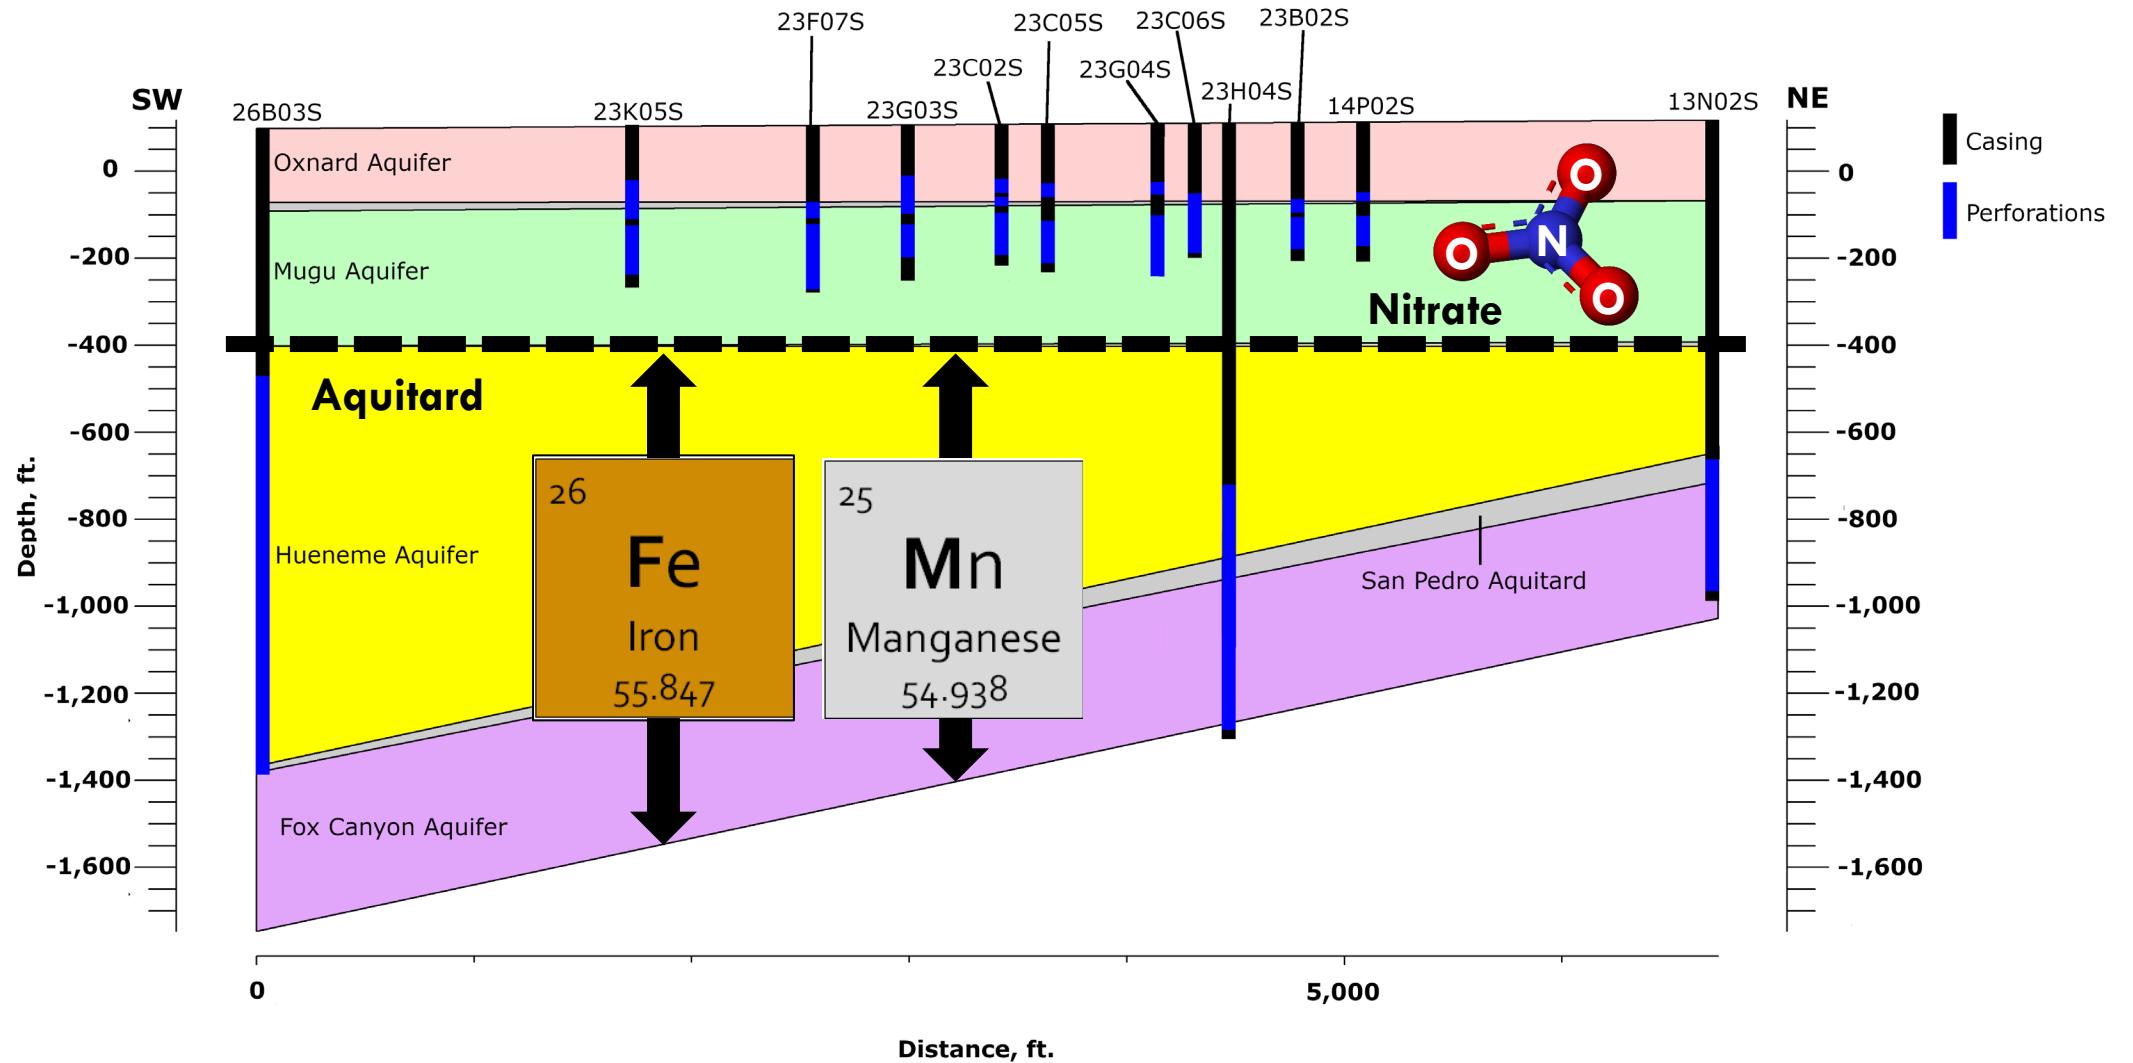 23F07S
23C05S
23C06S
23B02S
23C02S
23G04S
23H04S
SW
26B03S
23K05S
23G03S
14P02S
13N02S
NE
Casing
Perforations
0
-200
-400
-600
-800
-1,000
-1,200
-1,400
-1,600
Depth, ft.
Oxnard Aquifer
Mugu Aquifer
Nitrate
O
O
N
O
Aquitard
26
Fe
Iron
55.847
25
Mn
Manganese
54.938
Hueneme Aquifer
San Pedro Aquitard
Fox Canyon Aquifer
0
-200
-400
-600
-800
-1,000
-1,200
-1,400
-1,600
0
5,000
Distance, ft.